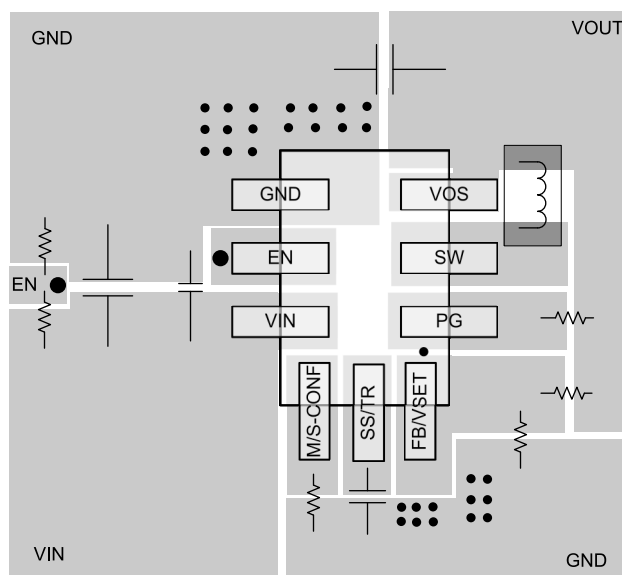 GND
VOUT
GND
VOS
EN
SW
EN
VIN
PG
M/S-CONF
SS/TR
FB/VSET
VIN
GND